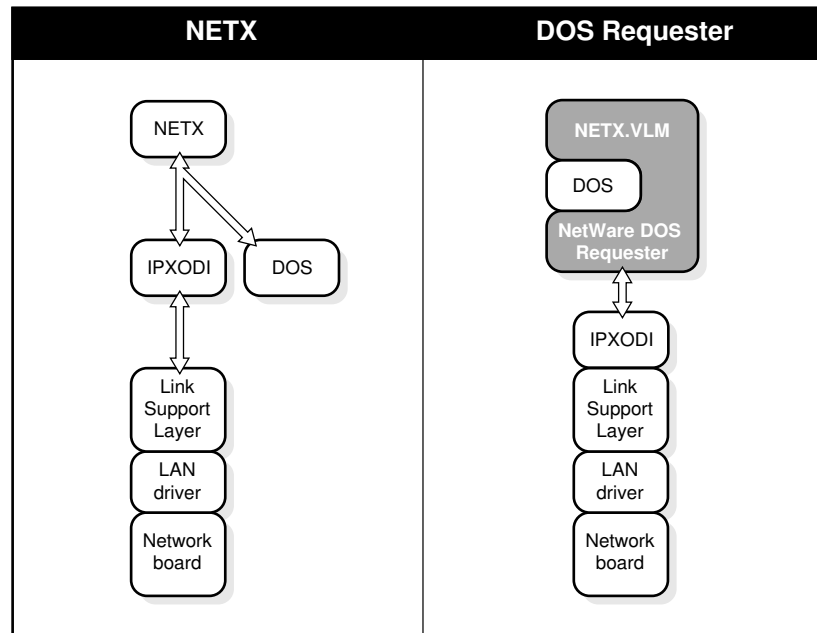 NETX
DOS Requester
NETX
IPXODI
DOS
Link
Support
Layer
LAN
driver
Network
board
NETX.VLM
DOS
NetWare DOS
Requester
IPXODI
Link
Support
Layer
LAN
driver
Network
board